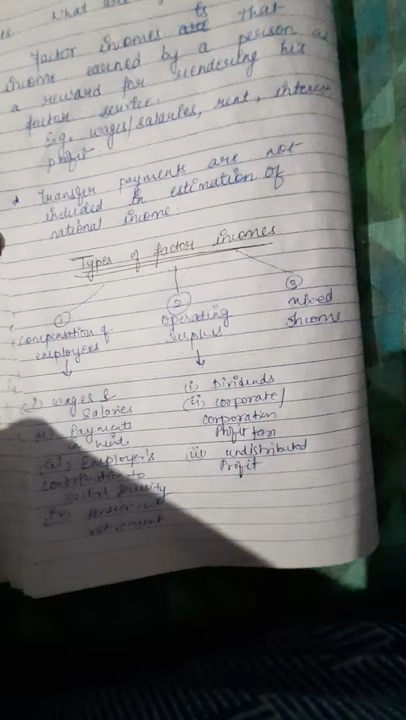 what are
factor incomes is that
income earned by a person as
a reward for rendering his
factor service.
E.g. wages/salaries, rent, interest
profit.
* Transfer payments are not
included in estimation of
national income.
Types of factor incomes
① ② ③
compensation of employees
operating surplus
mixed income
(i) wages &
salaries
payments
in kind
(iii) Employer's
contribution to
social security
(iv) Pension
retirement
(i) Dividends
(ii) corporate/
corporation
Profit tax
(iii) undistributed
Profit